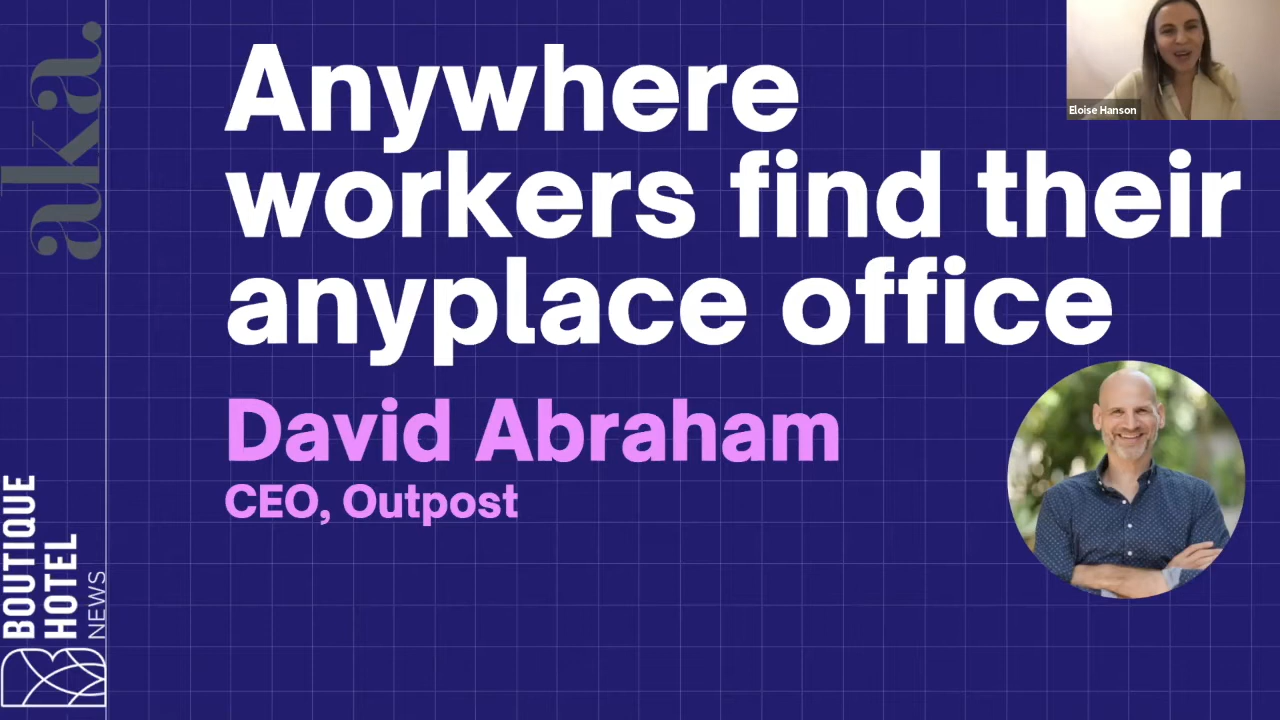 Anywhere
workers find their
anyplace office
David Abraham
CEO, Outpost
Eloise Hanson
aka.
BOUTIQUE
HOTEL
NEWS